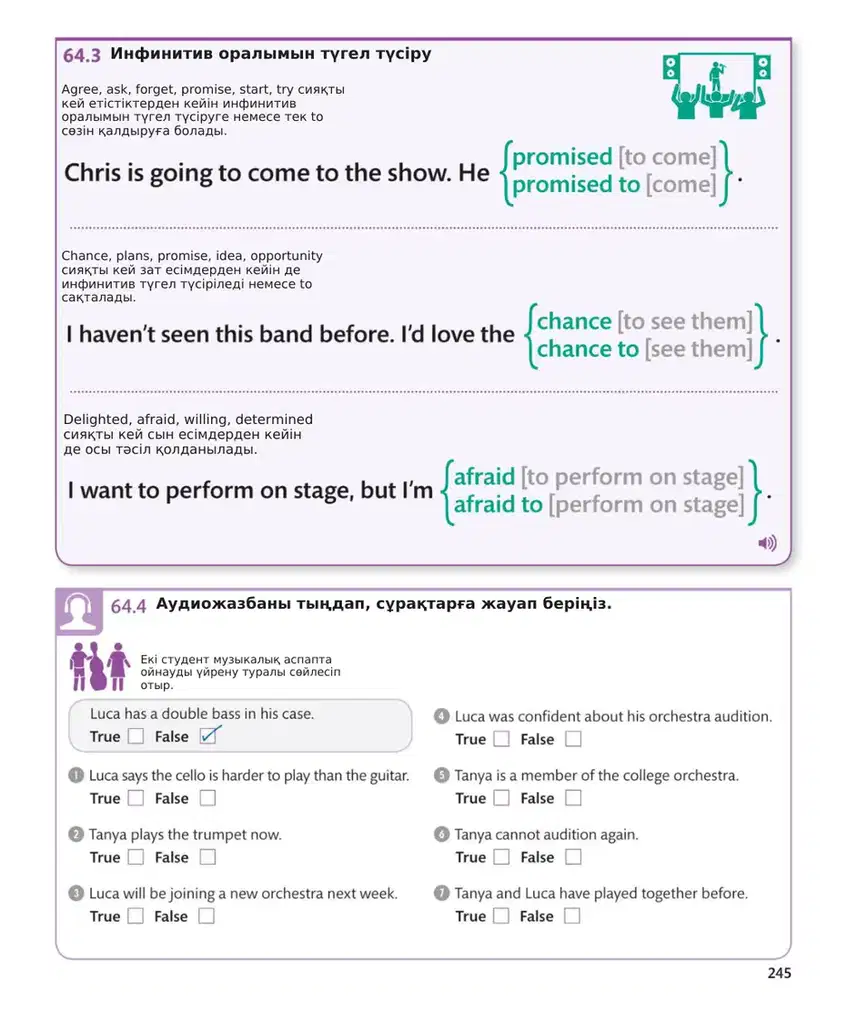 64.3 Инфинитив оралымын түгел түсіру
Agree, ask, forget, promise, start, try сияқты
кей етістіктерден кейін инфинитив
оралымын түгел түсіруге немесе тек to
сөзін қалдыруға болады.
Chris is going to come to the show. He
promised [to come]
promised to [come]
.
Chance, plans, promise, idea, opportunity
сияқты кей зат есімдерден кейін де
инфинитив түгел түсіріледі немесе to
сақталады.
I haven't seen this band before. I'd love the
chance [to see them]
chance to [see them]
.
Delighted, afraid, willing, determined
сияқты кей сын есімдерден кейін
де осы тәсіл қолданылады.
I want to perform on stage, but I'm
afraid [to perform on stage]
afraid to [perform on stage]
.
64.4 Аудиожазбаны тыңдап, сұрақтарға жауап беріңіз.
Екі студент музыкалық аспапта
ойнауды үйрену туралы сөйлесіп
отыр.
Luca has a double bass in his case.
True False
1 Luca says the cello is harder to play than the guitar.
True False
2 Tanya plays the trumpet now.
True False
3 Luca will be joining a new orchestra next week.
True False
4 Luca was confident about his orchestra audition.
True False
5 Tanya is a member of the college orchestra.
True False
6 Tanya cannot audition again.
True False
7 Tanya and Luca have played together before.
True False
245